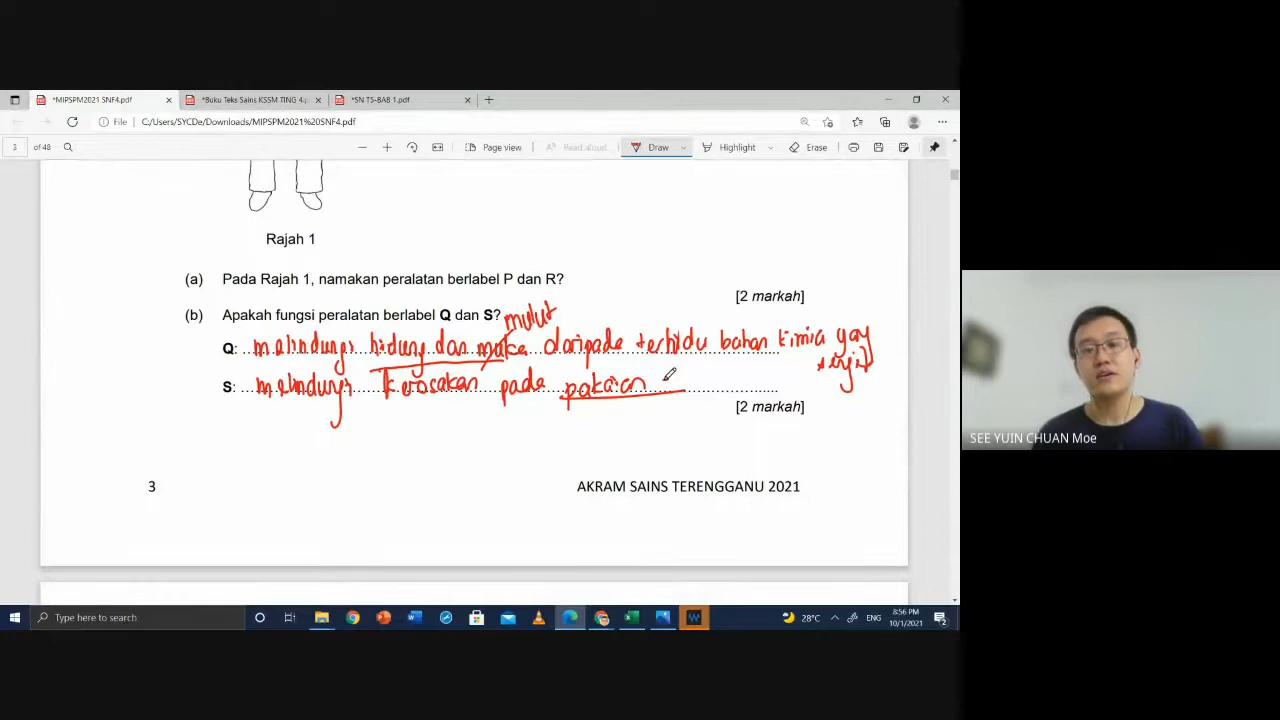 *MIPSPM2021 SNF4.pdf
*Buku Teks Sains KSSM TING 4.p
*SN T5-BAB 1.pdf
File C:/Users/SYCDe/Downloads/MIPSPM2021%20SNF4.pdf
3 of 48 Page view Read aloud Draw Highlight Erase
Rajah 1
(a) Pada Rajah 1, namakan peralatan berlabel P dan R?
[2 markah]
(b) Apakah fungsi peralatan berlabel Q dan S?
mulut
Q: melindungi hidung dan muka daripada terhidu bahan kimia yang
S: melindungi kerosakan pada pakaian
[2 markah]
3 AKRAM SAINS TERENGGANU 2021
SEE YUIN CHUAN Moe
Type here to search
28°C ENG 8:56 PM
10/1/2021
2